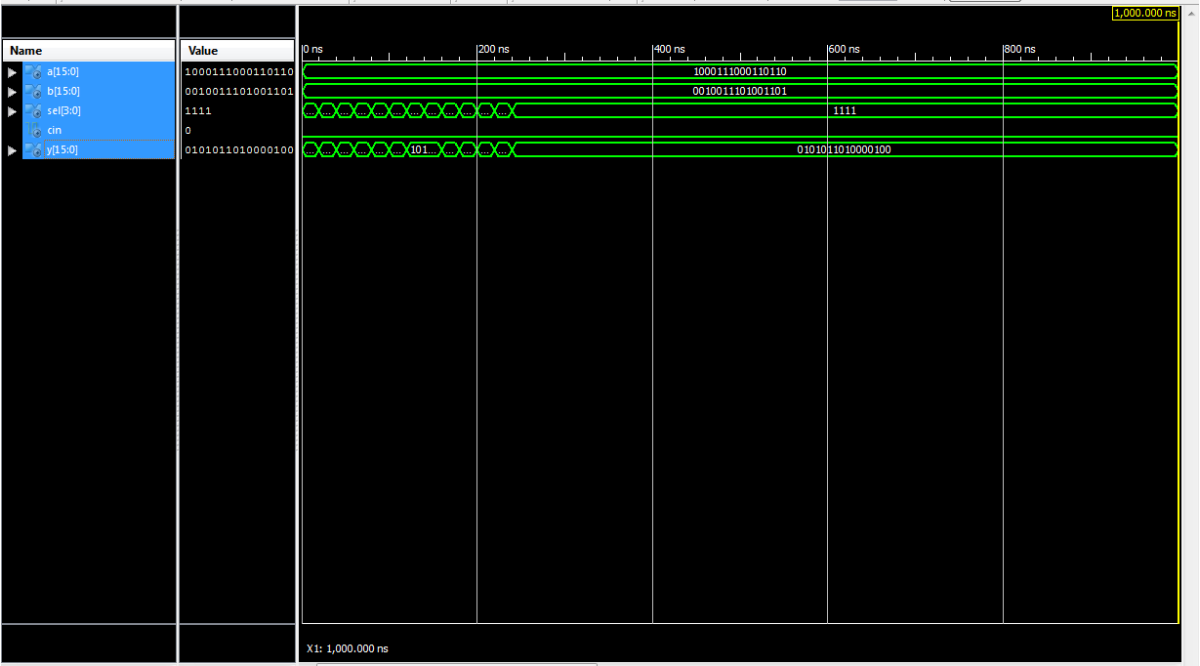 1,000.000 ns
Name Value 0 ns 200 ns 400 ns 600 ns 800 ns
a[15:0] 1000111000110110 1000111000110110
b[15:0] 0010011101001101 0010011101001101
sel[3:0] 1111 ... ... ... ... ... ... ... ... ... ... ... ... 1111
cin 0
y[15:0] 0101011010000100 ... ... ... ... ... ... 101... ... ... ... ... 0101011010000100
X1: 1,000.000 ns